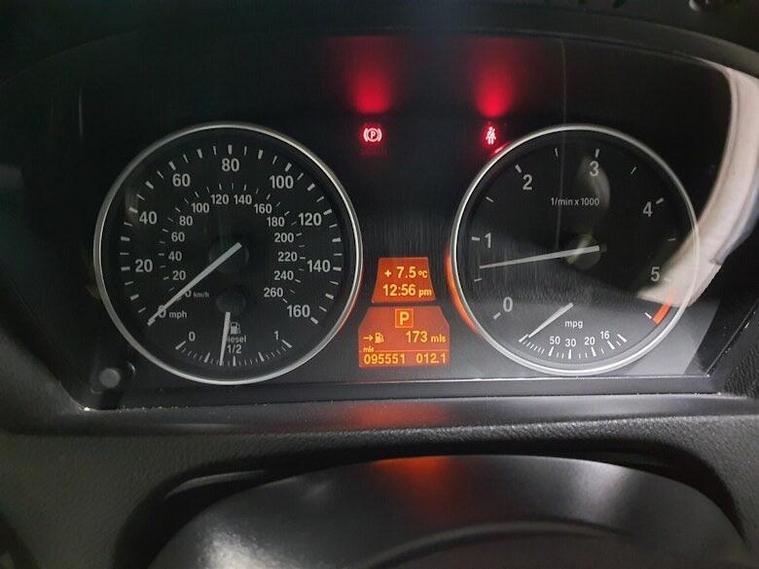 (P)
0 20 40 60 80 100 120 140 160
mph
20 40 60 80 100 120 140 160 180 200 220 240 260
km/h
0 1/2 1
diesel
+ 7.5 °C
12:56 pm
P
173 mls
mls
095551 012.1
0 1 2 3 4 5
1/min x 1000
mpg
50 30 20 16